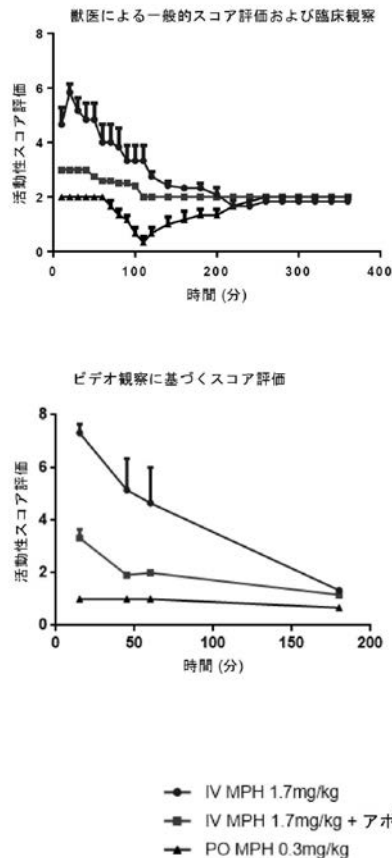 獣医による一般的スコア評価および臨床観察
8
6
4
2
0
活動性スコア評価
0 100 200 300 400
時間 (分)
ビデオ観察に基づくスコア評価
8
6
4
2
0
活動性スコア評価
0 50 100 150 200
時間 (分)
IV MPH 1.7mg/kg
IV MPH 1.7mg/kg + アポ
PO MPH 0.3mg/kg